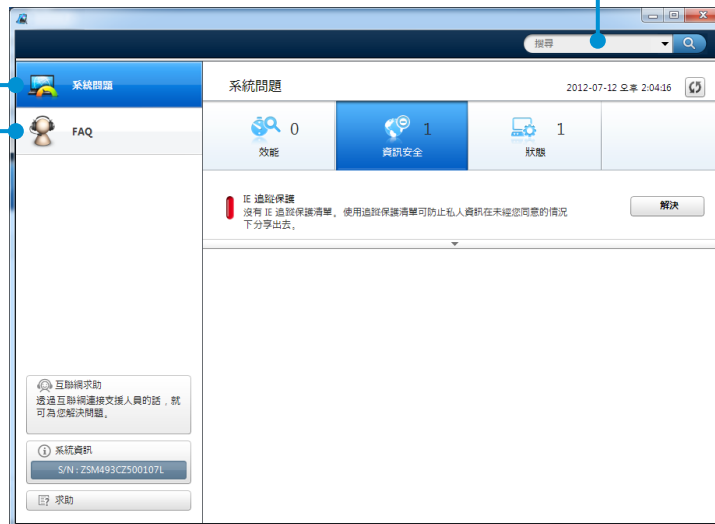 搜尋
系統問題
FAQ
系統問題
2012-07-12 오후 2:04:16
0
效能
1
資訊安全
1
狀態
IE 追蹤保護
沒有 IE 追蹤保護清單。使用追蹤保護清單可防止私人資訊在未經您同意的情況
下分享出去。
解決
互聯網求助
透過互聯網連接支援人員的話，就
可為您解決問題。
系統資訊
S/N : ZSM493CZ500107L
求助